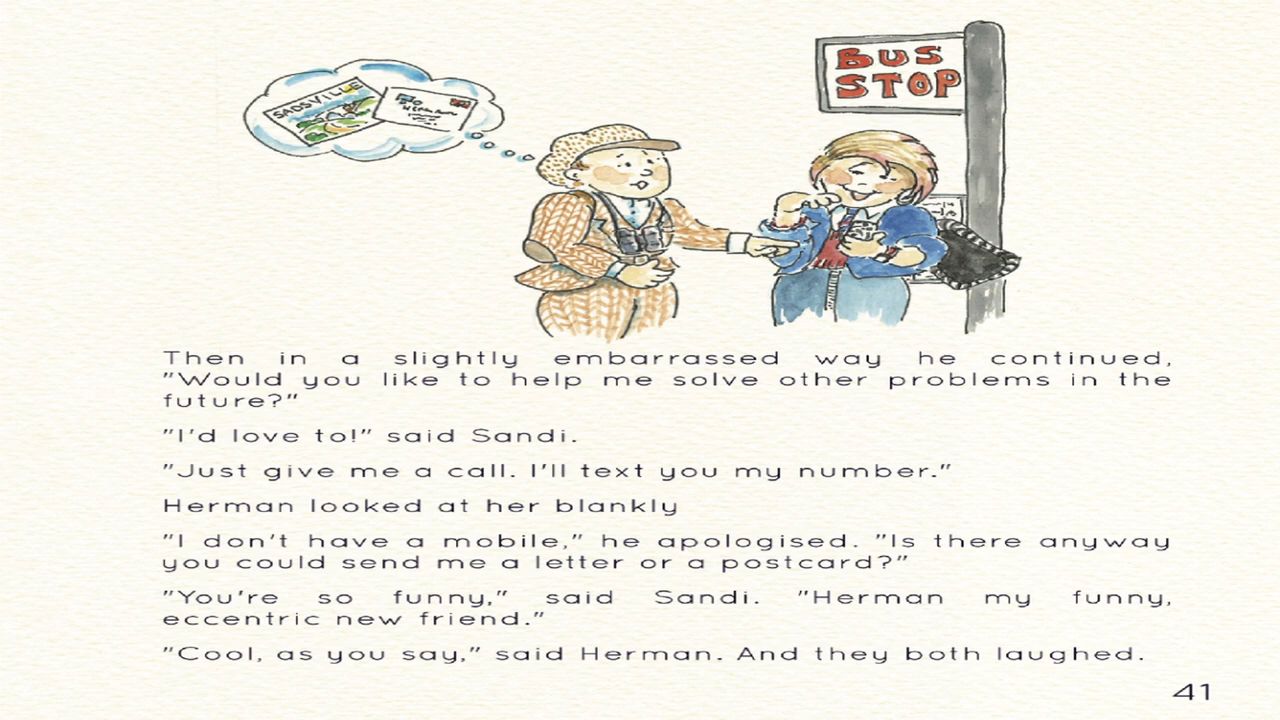 BUS
STOP
SADSVILLE
Then in a slightly embarrassed way he continued,
"Would you like to help me solve other problems in the
future?"
"I'd love to!" said Sandi.
"Just give me a call. I'll text you my number."
Herman looked at her blankly
"I don't have a mobile," he apologised. "Is there anyway
you could send me a letter or a postcard?"
"You're so funny," said Sandi. "Herman my funny,
eccentric new friend."
"Cool, as you say," said Herman. And they both laughed.
41